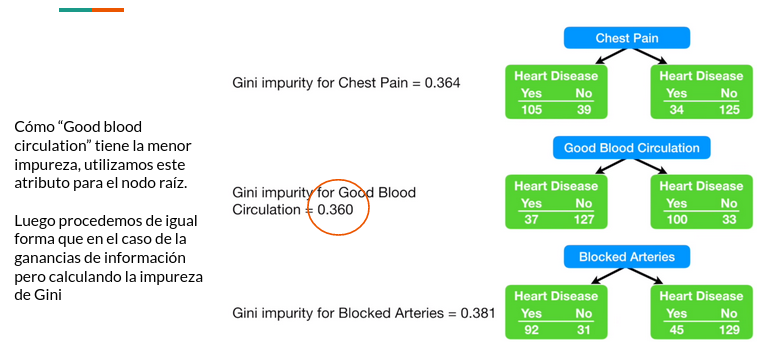 Cómo “Good blood
circulation” tiene la menor
impureza, utilizamos este
atributo para el nodo raíz.
Luego procedemos de igual
forma que en el caso de la
ganancias de información
pero calculando la impureza
de Gini
Gini impurity for Chest Pain = 0.364
Chest Pain
Heart Disease
Yes No
105 39
Heart Disease
Yes No
34 125
Gini impurity for Good Blood
Circulation = 0.360
Good Blood Circulation
Heart Disease
Yes No
37 127
Heart Disease
Yes No
100 33
Gini impurity for Blocked Arteries = 0.381
Blocked Arteries
Heart Disease
Yes No
92 31
Heart Disease
Yes No
45 129